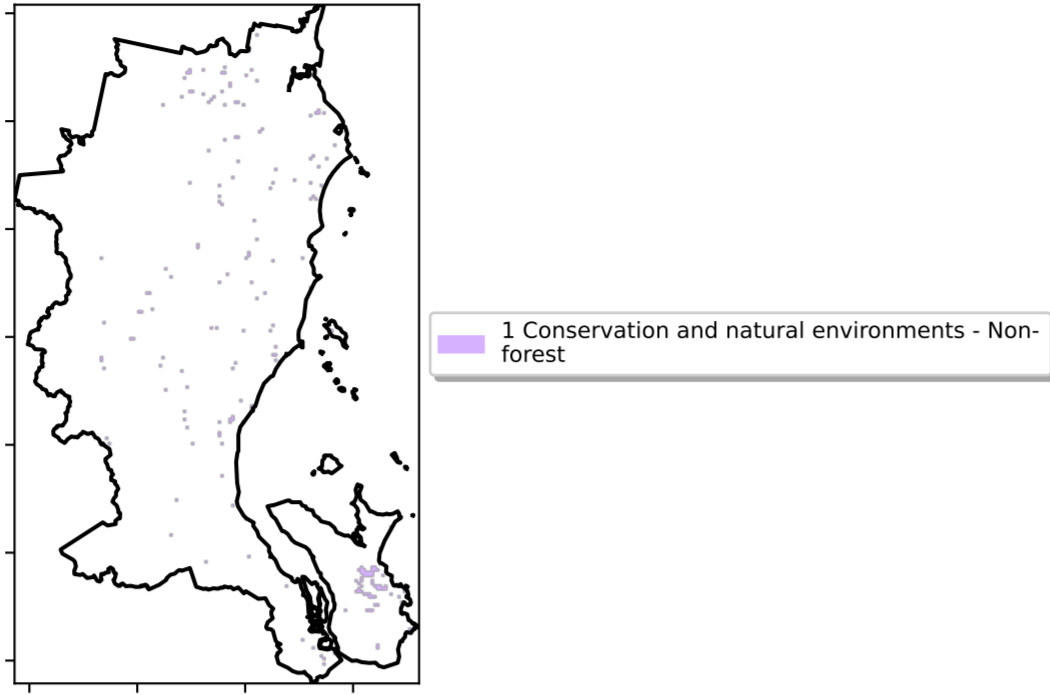 1 Conservation and natural environments - Non-
forest